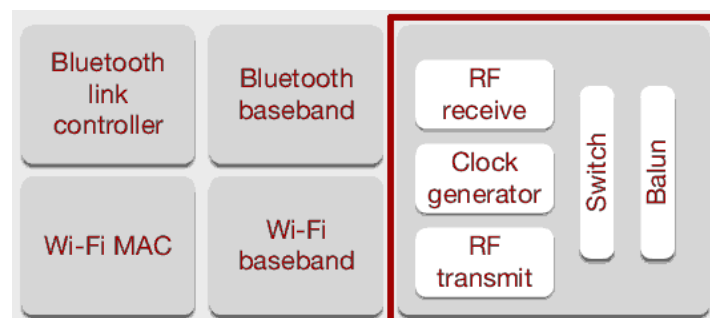 Bluetooth
link
controller
Bluetooth
baseband
Wi-Fi MAC
Wi-Fi
baseband
RF
receive
Clock
generator
RF
transmit
Switch
Balun